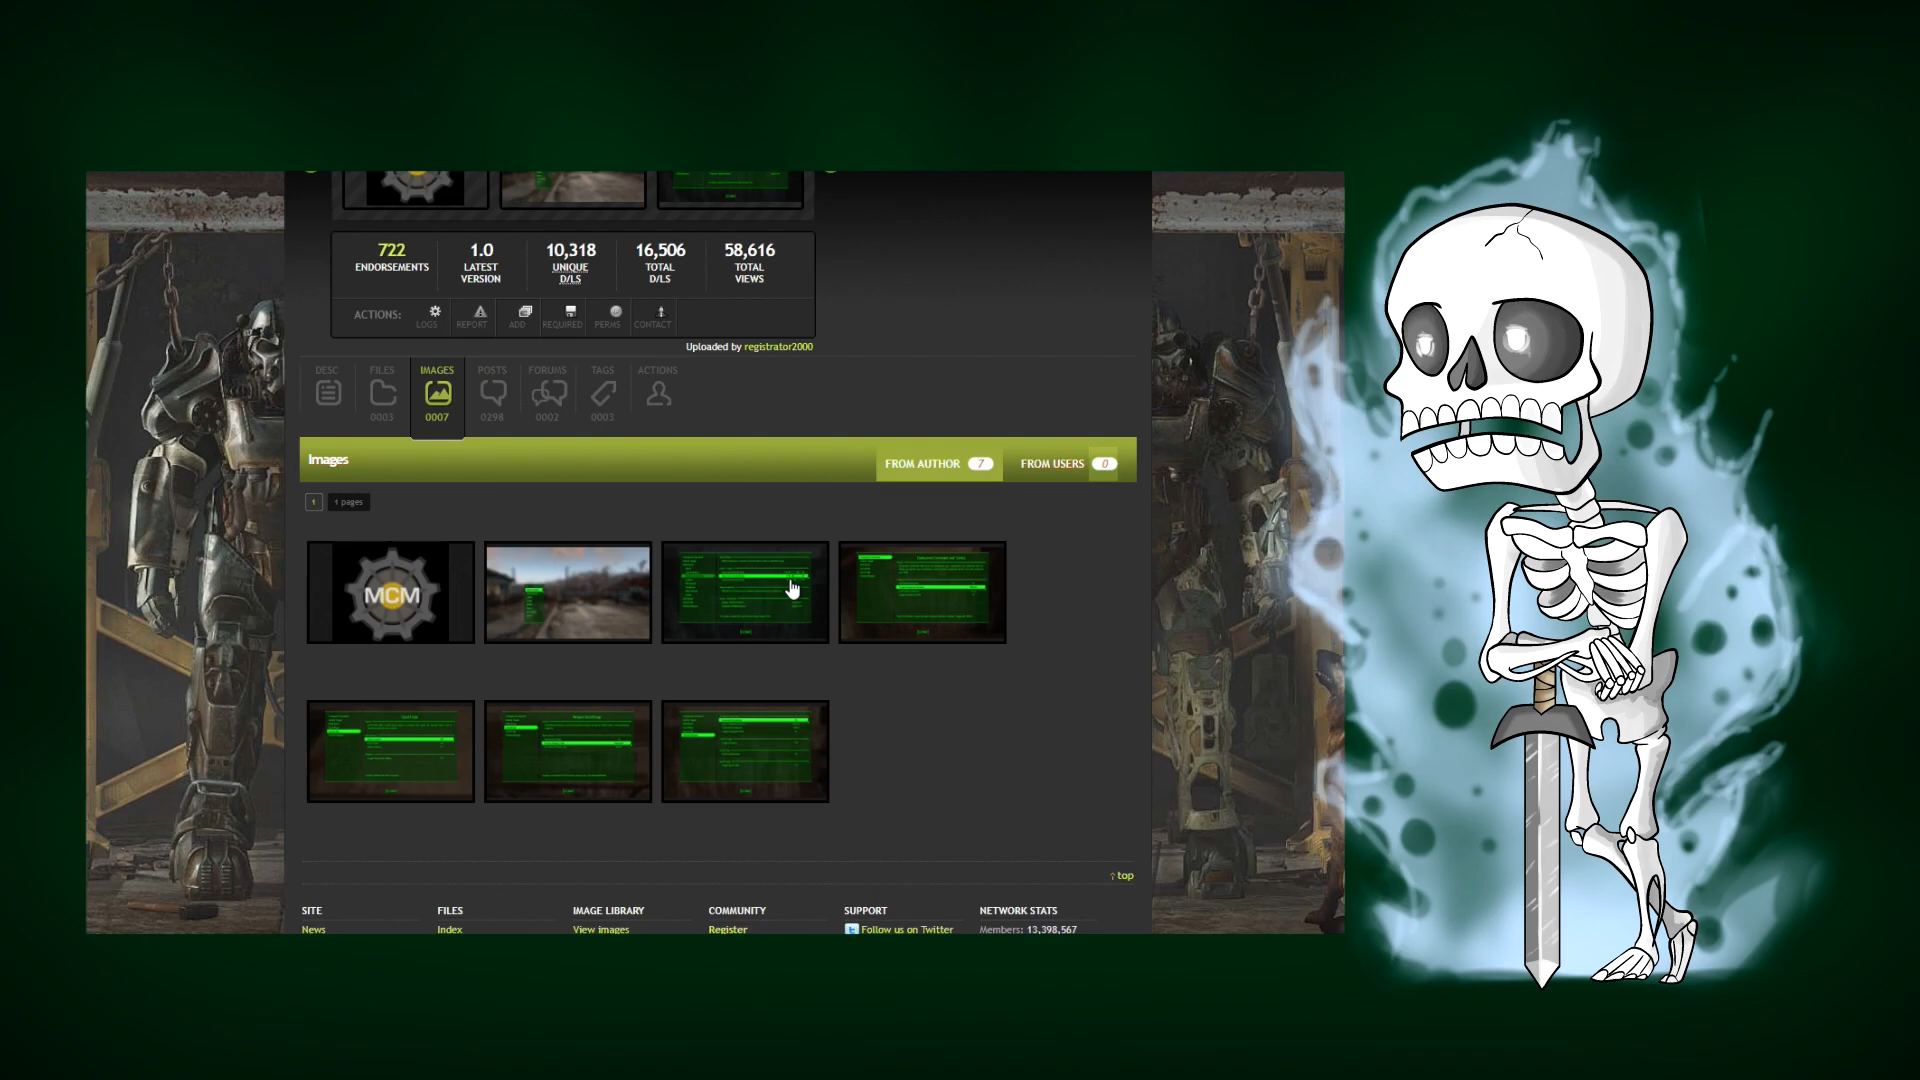 722
ENDORSEMENTS
1.0
LATEST
VERSION
10,318
UNIQUE
D/LS
16,506
TOTAL
D/LS
58,616
TOTAL
VIEWS
ACTIONS:
LOGS
REPORT
ADD
REQUIRED
PERMS
CONTACT
Uploaded by registrator2000
DESC
FILES
0003
IMAGES
0007
POSTS
0298
FORUMS
0002
TAGS
0003
ACTIONS
Images
FROM AUTHOR 7
FROM USERS 0
1
1 pages
MCM
top
SITE
News
FILES
Index
IMAGE LIBRARY
View images
COMMUNITY
Register
SUPPORT
Follow us on Twitter
NETWORK STATS
Members: 13,398,567